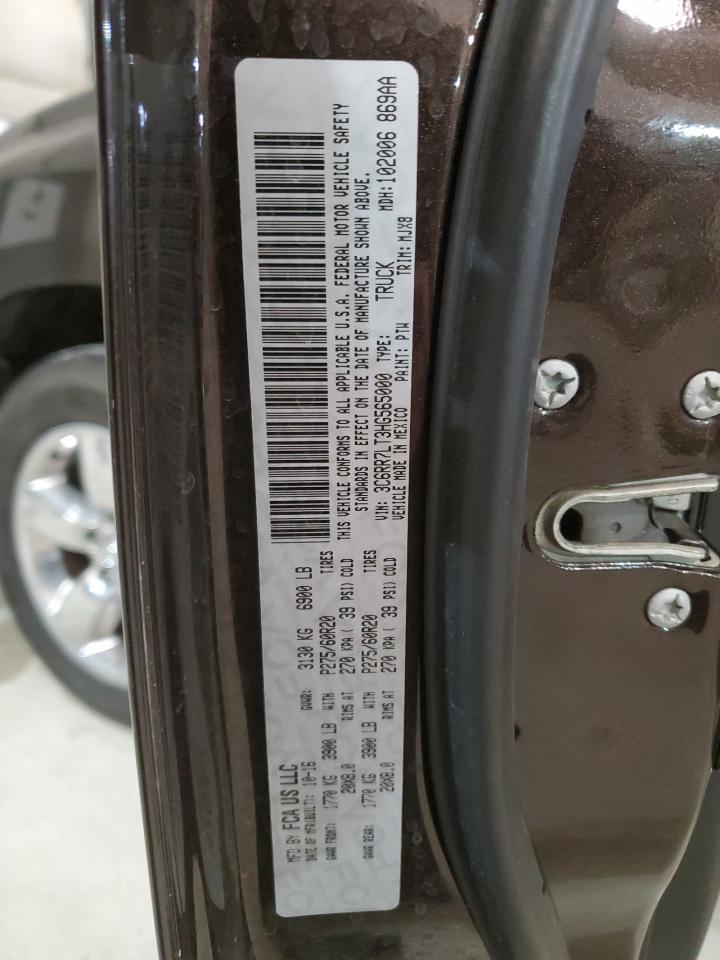 MFD BY FCA US LLC
DATE OF MFR(BUILT): 10-16 GVWR: 3130 KG 6900 LB
GAWR FRONT: 1770 KG 3900 LB WITH P275/60R20 TIRES
20X8.0 RIMS AT 270 KPA ( 39 PSI) COLD
GAWR REAR: 1770 KG 3900 LB WITH P275/60R20 TIRES
20X8.0 RIMS AT 270 KPA ( 39 PSI) COLD
THIS VEHICLE CONFORMS TO ALL APPLICABLE U.S.A. FEDERAL MOTOR VEHICLE SAFETY
STANDARDS IN EFFECT ON THE DATE OF MANUFACTURE SHOWN ABOVE.
VIN: 3C6RR7LT3HG565000 TYPE: TRUCK MDH:102006 869AA
VEHICLE MADE IN MEXICO PAINT: PTW TRIM: MJX8